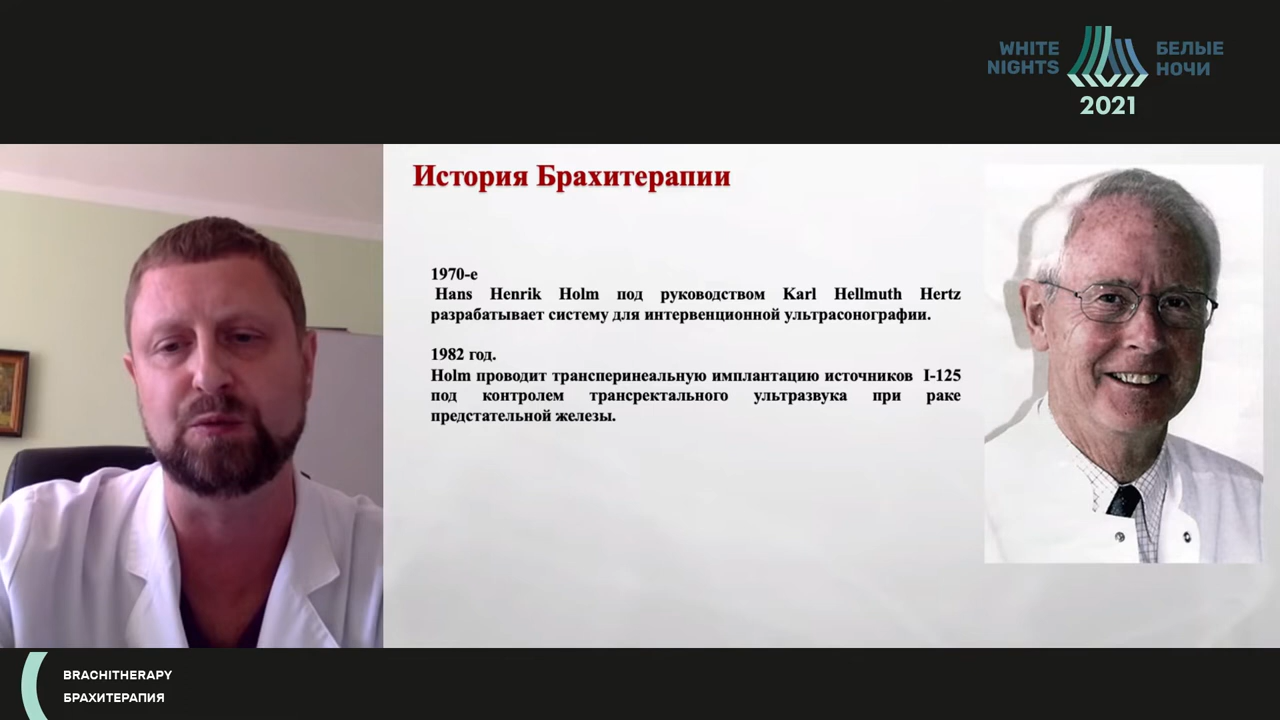 WHITE
NIGHTS
БЕЛЫЕ
НОЧИ
2021
История Брахитерапии
1970-е
Hans Henrik Holm под руководством Karl Hellmuth Hertz
разрабатывает систему для интервенционной ультрасонографии.
1982 год.
Holm проводит трансперинеальную имплантацию источников I-125
под контролем трансректального ультразвука при раке
предстательной железы.
BRACHITHERAPY
БРАХИТЕРАПИЯ